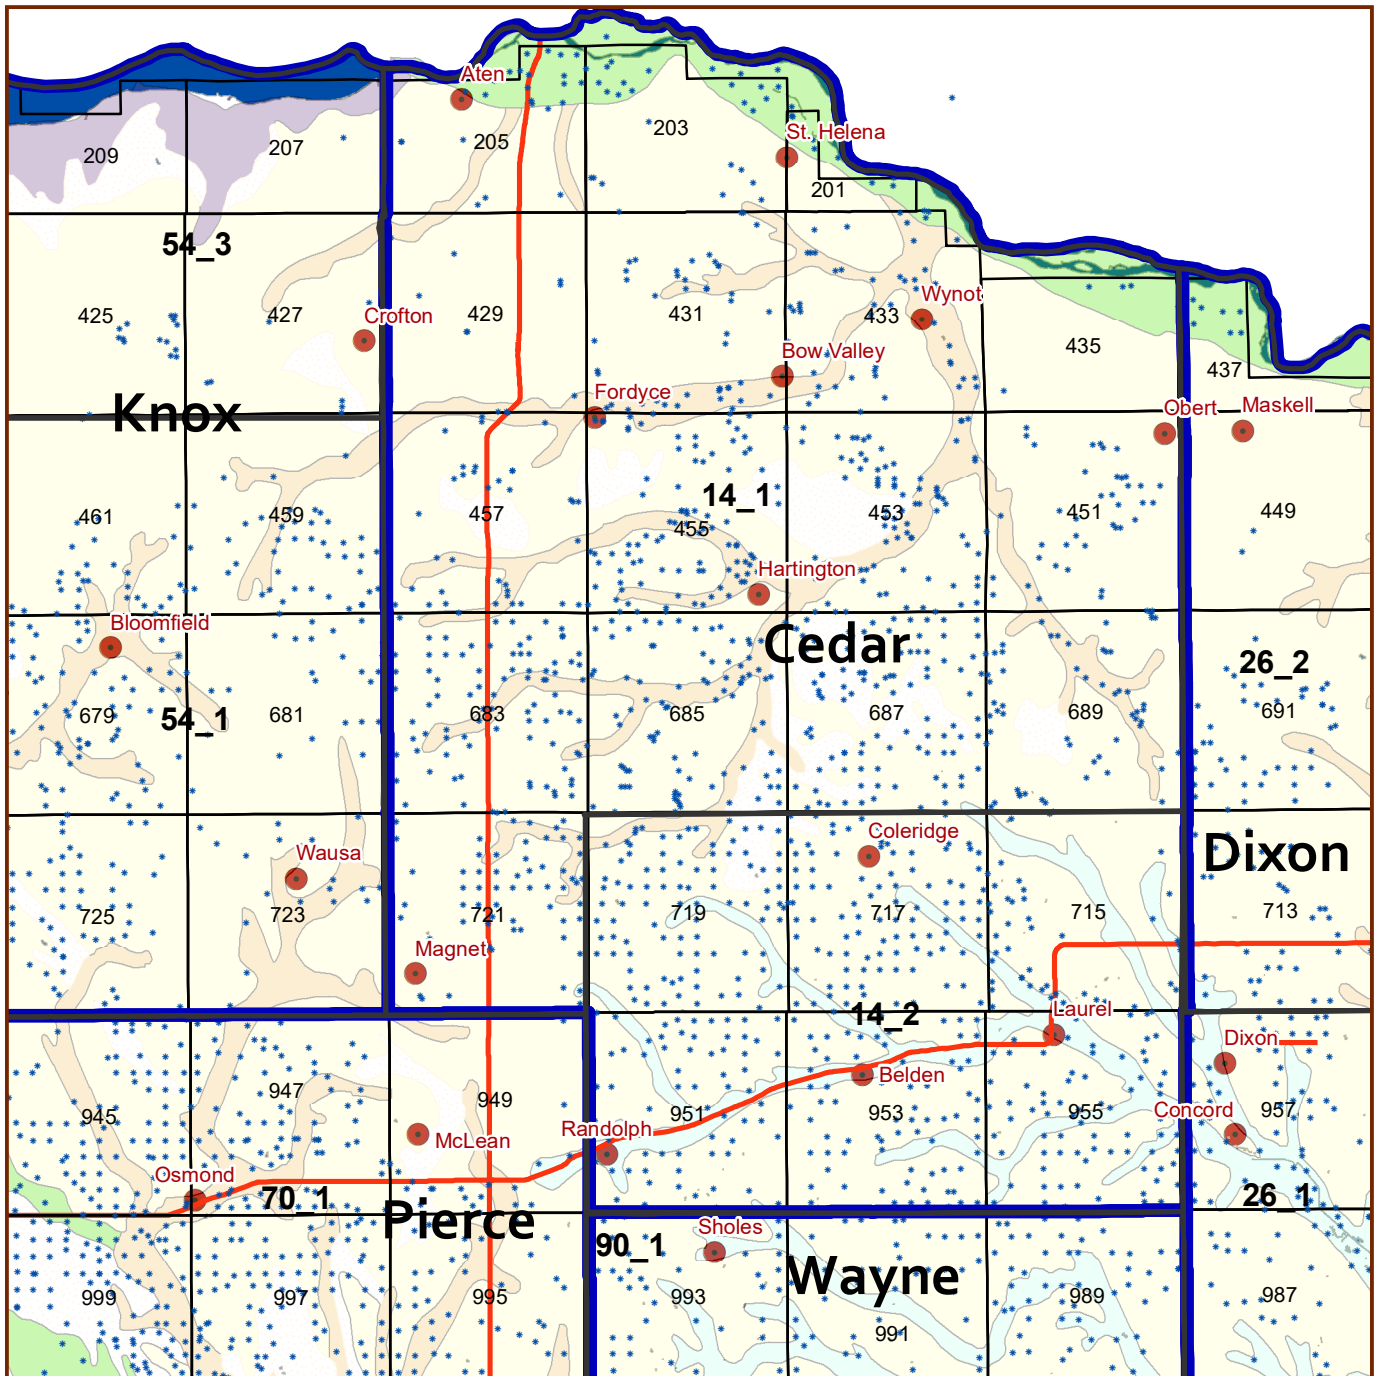 Aten
203
St. Helena
205
209
207
201
54_3
Wynot
425
427
Crofton
429
431
433
435
Bow Valley
437
Fordyce
Obert
Maskell
Knox
14_1
461
459
457
455
453
451
449
Hartington
Bloomfield
Cedar
26_2
679
54_1
681
683
685
687
689
691
Coleridge
Wausa
Dixon
725
723
721
719
717
715
713
Magnet
14_2
Laurel
Dixon
Belden
947
949
945
951
953
955
957
Concord
Randolph
McLean
Osmond
70_1
26_1
Pierce
Sholes
90_1
Wayne
999
997
995
993
989
987
991